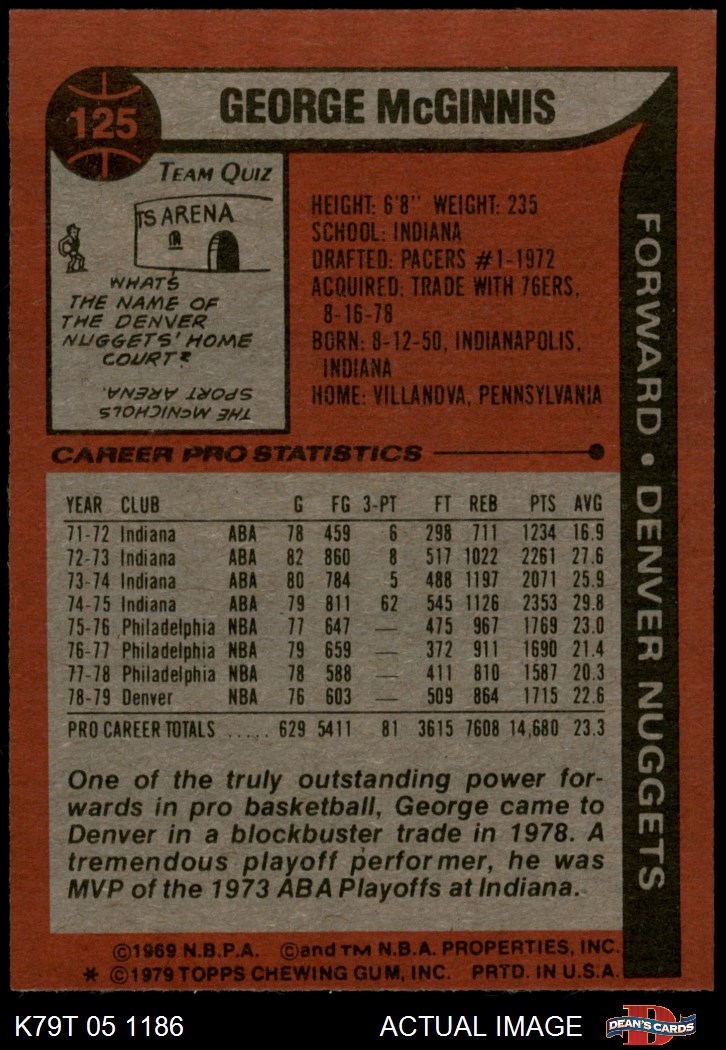 125
GEORGE McGINNIS
TEAM QUIZ
TS ARENA
WHAT'S
THE NAME OF
THE DENVER
NUGGETS' HOME
COURT?
THE McNICHOLS
SPORT ARENA.
HEIGHT: 6'8" WEIGHT: 235
SCHOOL: INDIANA
DRAFTED: PACERS #1-1972
ACQUIRED: TRADE WITH 76ERS,
8-16-78
BORN: 8-12-50, INDIANAPOLIS,
INDIANA
HOME: VILLANOVA, PENNSYLVANIA
FORWARD • DENVER NUGGETS
CAREER PRO STATISTICS
YEAR CLUB G FG 3-PT FT REB PTS AVG
71-72 Indiana ABA 78 459 6 298 711 1234 16.9
72-73 Indiana ABA 82 860 8 517 1022 2261 27.6
73-74 Indiana ABA 80 784 5 488 1197 2071 25.9
74-75 Indiana ABA 79 811 62 545 1126 2353 29.8
75-76 Philadelphia NBA 77 647 — 475 967 1769 23.0
76-77 Philadelphia NBA 79 659 — 372 911 1690 21.4
77-78 Philadelphia NBA 78 588 — 411 810 1587 20.3
78-79 Denver NBA 76 603 — 509 864 1715 22.6
PRO CAREER TOTALS ..... 629 5411 81 3615 7608 14,680 23.3
One of the truly outstanding power for-
wards in pro basketball, George came to
Denver in a blockbuster trade in 1978. A
tremendous playoff performer, he was
MVP of the 1973 ABA Playoffs at Indiana.
©1969 N.B.P.A. ©and TM N.B.A. PROPERTIES, INC.
* ©1979 TOPPS CHEWING GUM, INC. PRTD. IN U.S.A.
K79T 05 1186 ACTUAL IMAGE D DEAN'S CARDS